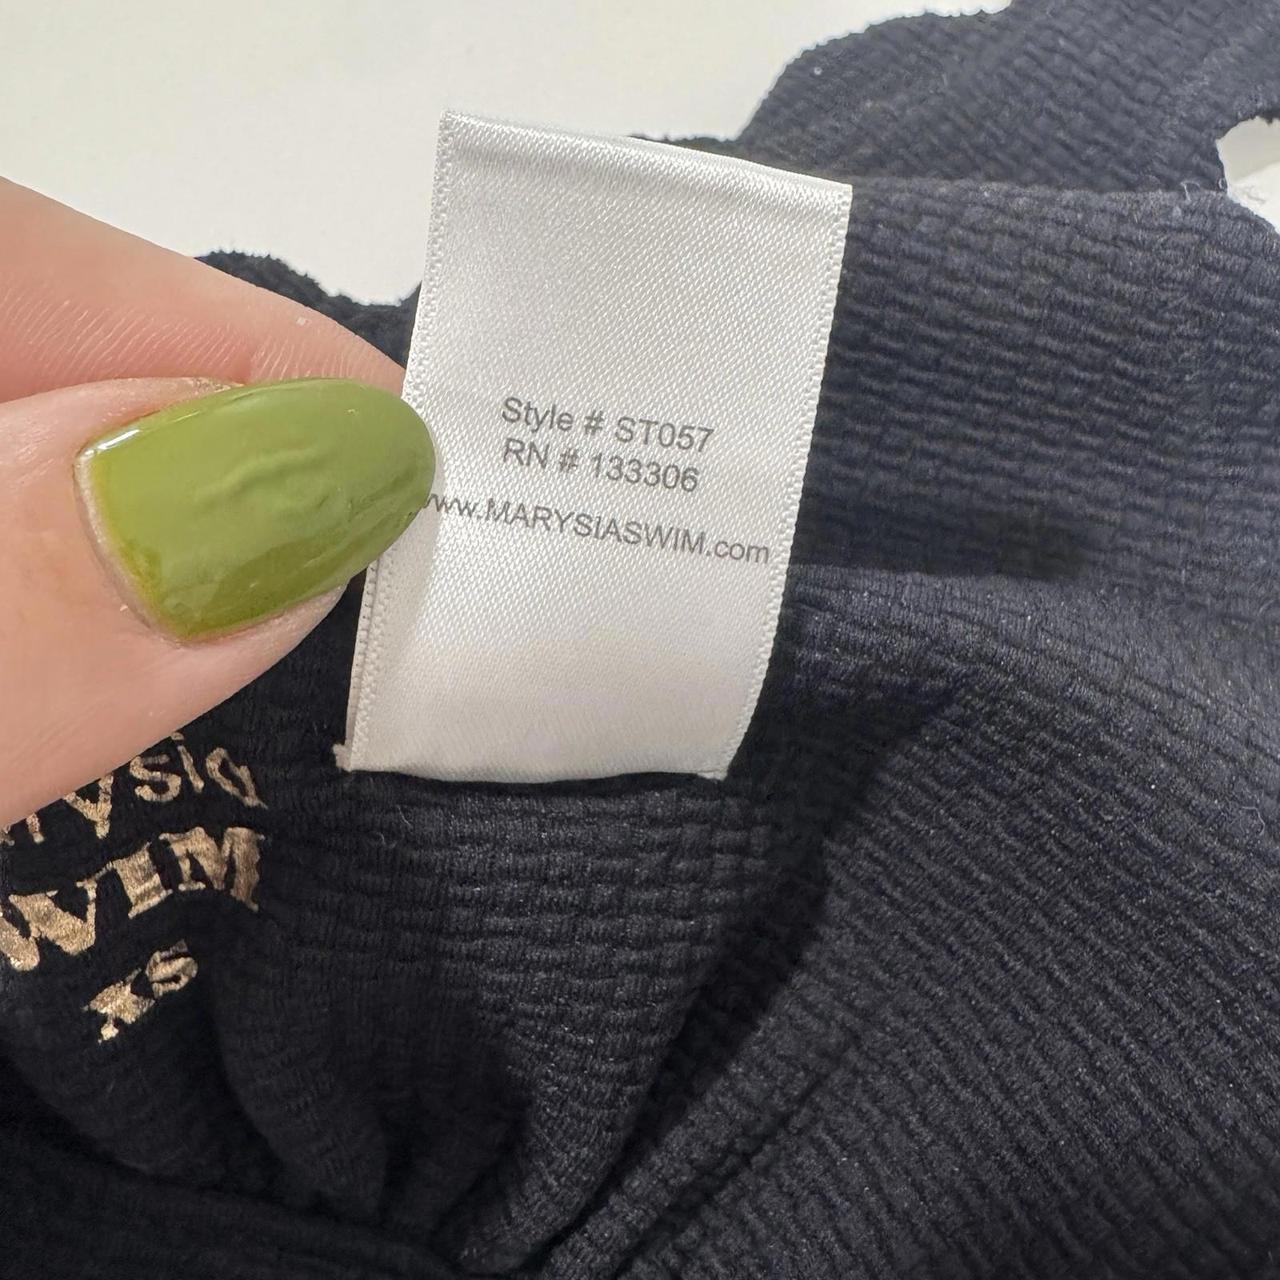 Style # ST057
RN # 133306
www.MARYSIASWIM.com
WIM
XS